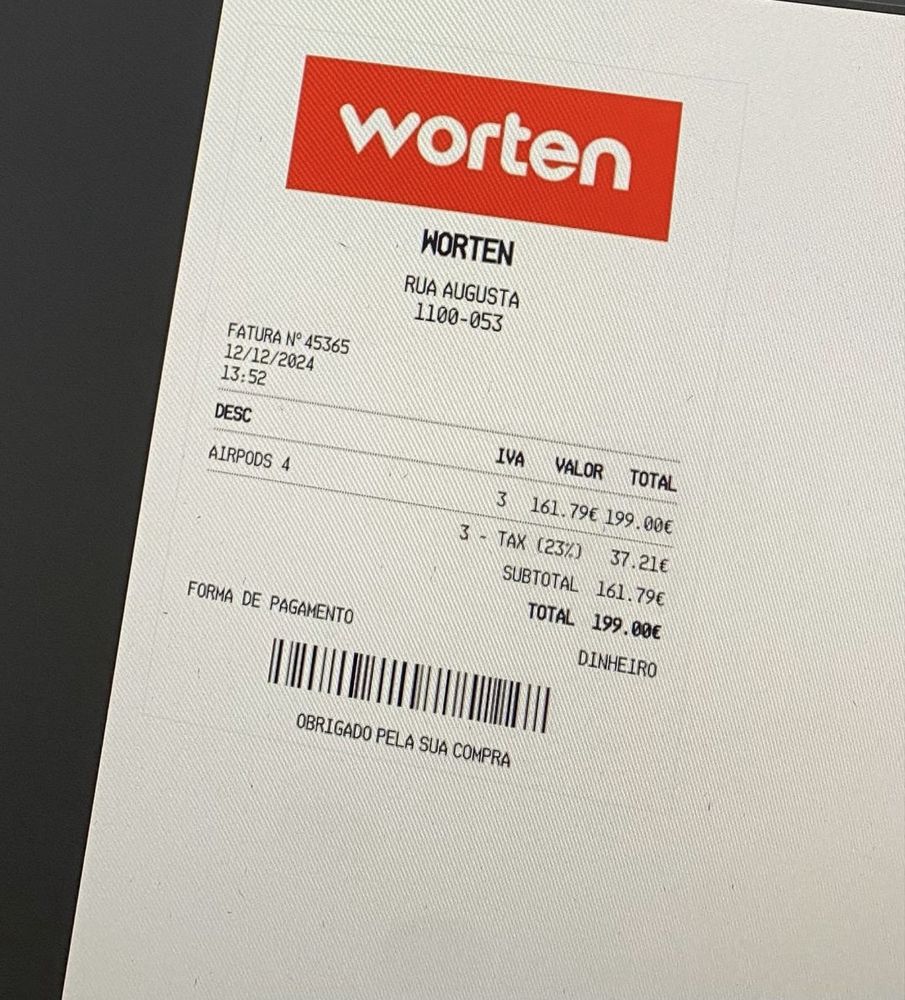 worten
WORTEN
RUA AUGUSTA
1100-053
FATURA Nº 45365
12/12/2024
13:52
DESC IVA VALOR TOTAL
AIRPODS 4 3 161.79€ 199.00€
3 - TAX (23%) 37.21€
SUBTOTAL 161.79€
TOTAL 199.00€
FORMA DE PAGAMENTO DINHEIRO
OBRIGADO PELA SUA COMPRA